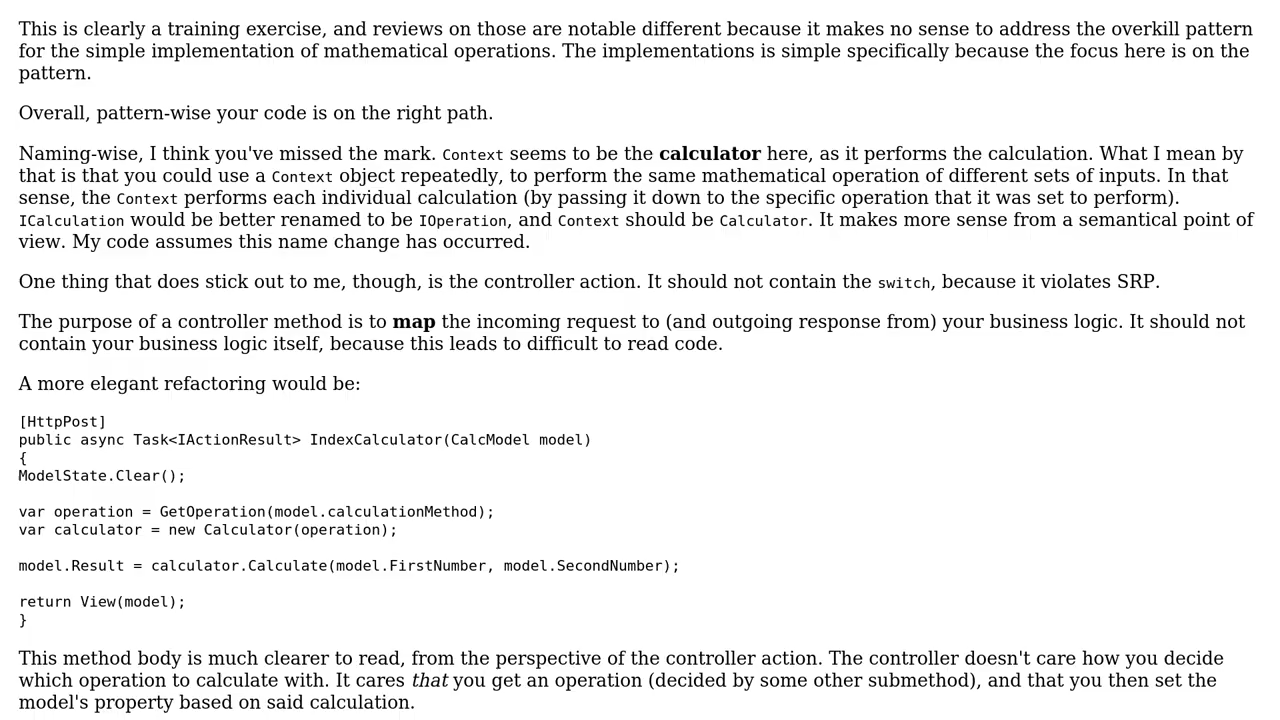 This is clearly a training exercise, and reviews on those are notable different because it makes no sense to address the overkill pattern
for the simple implementation of mathematical operations. The implementations is simple specifically because the focus here is on the
pattern.
Overall, pattern-wise your code is on the right path.
Naming-wise, I think you've missed the mark. Context seems to be the calculator here, as it performs the calculation. What I mean by
that is that you could use a Context object repeatedly, to perform the same mathematical operation of different sets of inputs. In that
sense, the Context performs each individual calculation (by passing it down to the specific operation that it was set to perform).
ICalculation would be better renamed to be IOperation, and Context should be Calculator. It makes more sense from a semantical point of
view. My code assumes this name change has occurred.
One thing that does stick out to me, though, is the controller action. It should not contain the switch, because it violates SRP.
The purpose of a controller method is to map the incoming request to (and outgoing response from) your business logic. It should not
contain your business logic itself, because this leads to difficult to read code.
A more elegant refactoring would be:
[HttpPost]
public async Task<IActionResult> IndexCalculator(CalcModel model)
{
ModelState.Clear();
var operation = GetOperation(model.calculationMethod);
var calculator = new Calculator(operation);
model.Result = calculator.Calculate(model.FirstNumber, model.SecondNumber);
return View(model);
}
This method body is much clearer to read, from the perspective of the controller action. The controller doesn't care how you decide
which operation to calculate with. It cares that you get an operation (decided by some other submethod), and that you then set the
model's property based on said calculation.